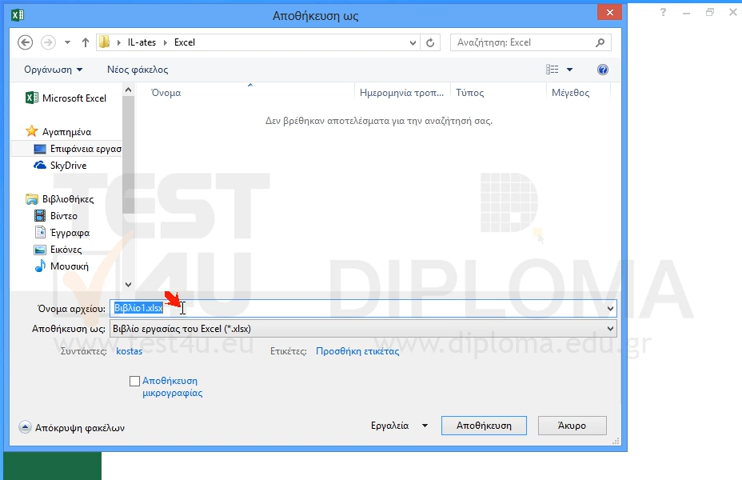 Αποθήκευση ως
IL-ates
Excel
Αναζήτηση: Excel
Οργάνωση
Νέος φάκελος
Microsoft Excel
Αγαπημένα
Επιφάνεια εργασ
SkyDrive
Βιβλιοθήκες
Βίντεο
Έγγραφα
Εικόνες
Μουσική
Όνομα
Ημερομηνία τροπ...
Τύπος
Μέγεθος
Δεν βρέθηκαν αποτελέσματα για την αναζήτησή σας.
TEST
4U
DIPLOMA
Όνομα αρχείου:
Βιβλίο1.xlsx
Αποθήκευση ως:
Βιβλίο εργασίας του Excel (*.xlsx)
www.test4u.eu
www.diploma.edu.gr
Συντάκτες:
kostas
Ετικέτες:
Προσθήκη ετικέτας
Αποθήκευση
μικρογραφίας
Απόκρυψη φακέλων
Εργαλεία
Αποθήκευση
Άκυρο